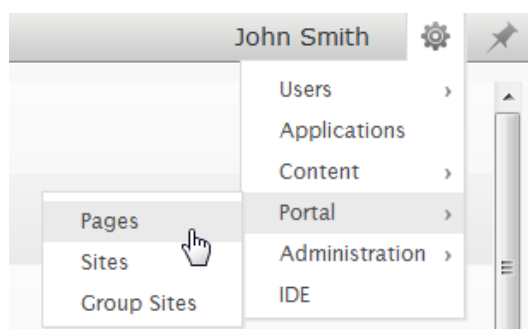 John Smith
Users
Applications
Content
Portal
Administration
IDE
Pages
Sites
Group Sites